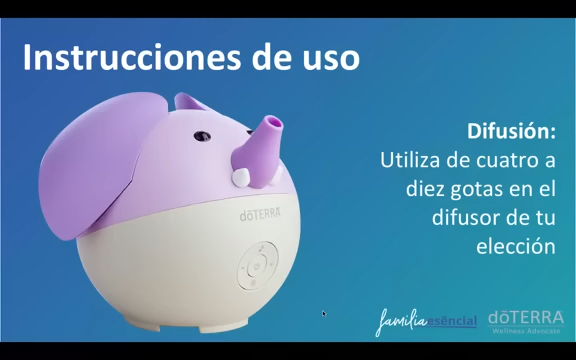 Instrucciones de uso
Difusión:
Utiliza de cuatro a
diez gotas en el
difusor de tu
elección
dōTERRA
familia esēncial
dōTERRA
Wellness Advocate